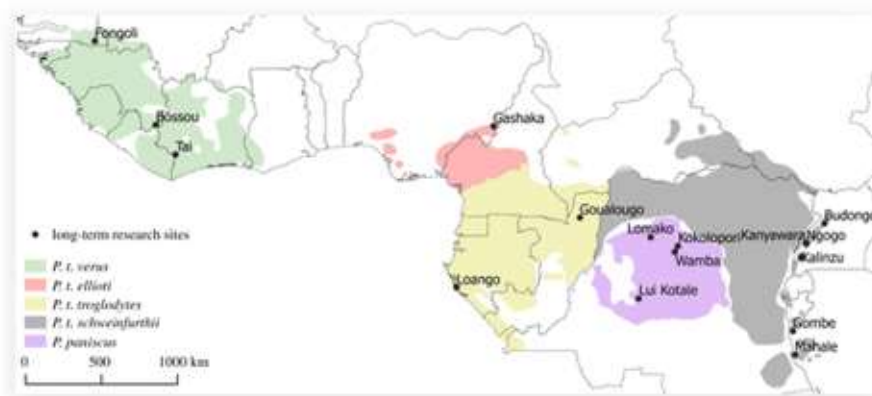 Fongoli
Bossou
Taï
Gashaka
Goualougo
Loango
Lomako
Kokolopori
Wamba
Lui Kotale
Kanyawara
Ngogo
Budongo
Kalinzu
Gombe
Mahale
long-term research sites
P. t. verus
P. t. ellioti
P. t. troglodytes
P. t. schweinfurthii
P. paniscus
0 500 1000 km